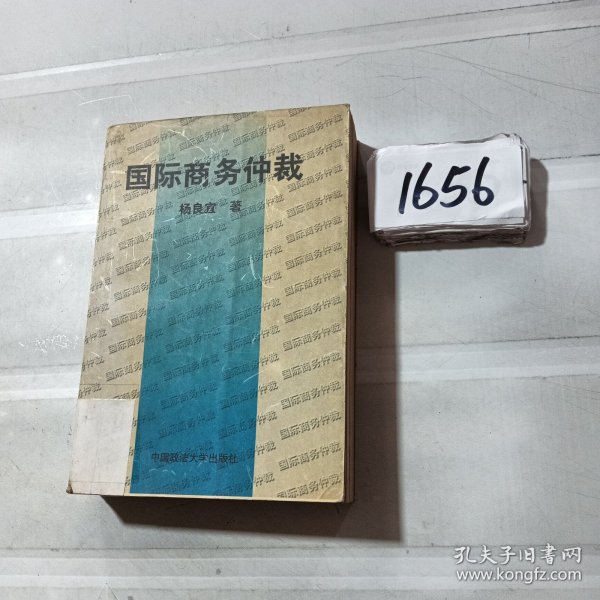 国际商务仲裁
杨良宜 著
中国政法大学出版社
1656
孔夫子旧书网
www.kongfz.com